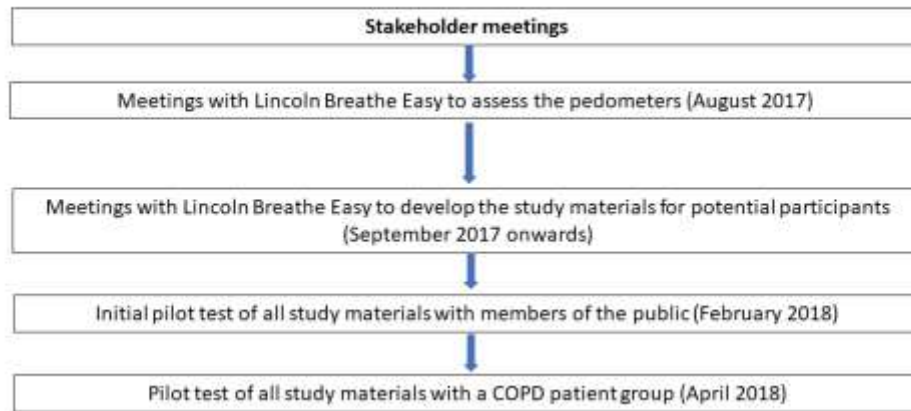 Stakeholder meetings
Meetings with Lincoln Breathe Easy to assess the pedometers (August 2017)
Meetings with Lincoln Breathe Easy to develop the study materials for potential participants
(September 2017 onwards)
Initial pilot test of all study materials with members of the public (February 2018)
Pilot test of all study materials with a COPD patient group (April 2018)